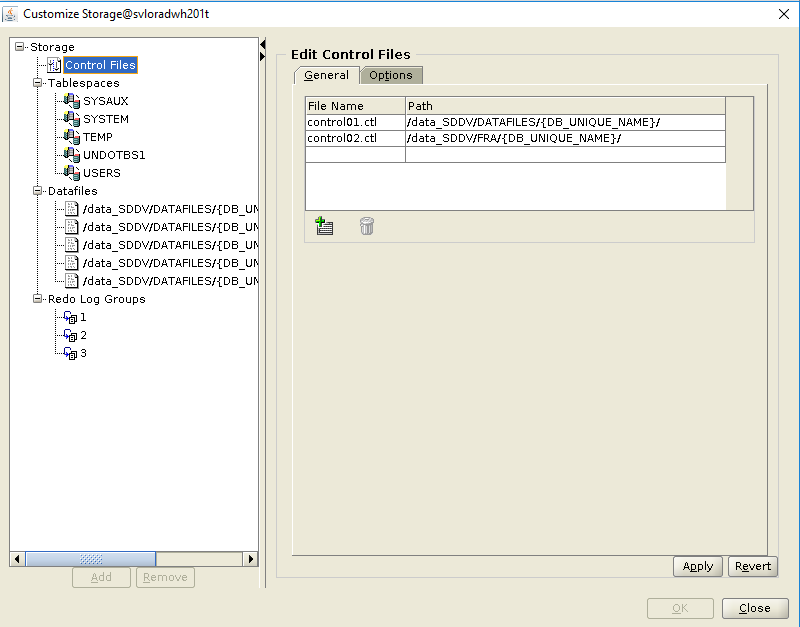 Customize Storage@svloradwh201t
Storage
Control Files
Tablespaces
SYSAUX
SYSTEM
TEMP
UNDOTBS1
USERS
Datafiles
/data_SDDV/DATAFILES/{DB_UN
/data_SDDV/DATAFILES/{DB_UN
/data_SDDV/DATAFILES/{DB_UN
/data_SDDV/DATAFILES/{DB_UN
/data_SDDV/DATAFILES/{DB_UN
Redo Log Groups
1
2
3
Add Remove
Edit Control Files
General Options
File Name Path
control01.ctl /data_SDDV/DATAFILES/{DB_UNIQUE_NAME}/
control02.ctl /data_SDDV/FRA/{DB_UNIQUE_NAME}/
Apply Revert
OK Close